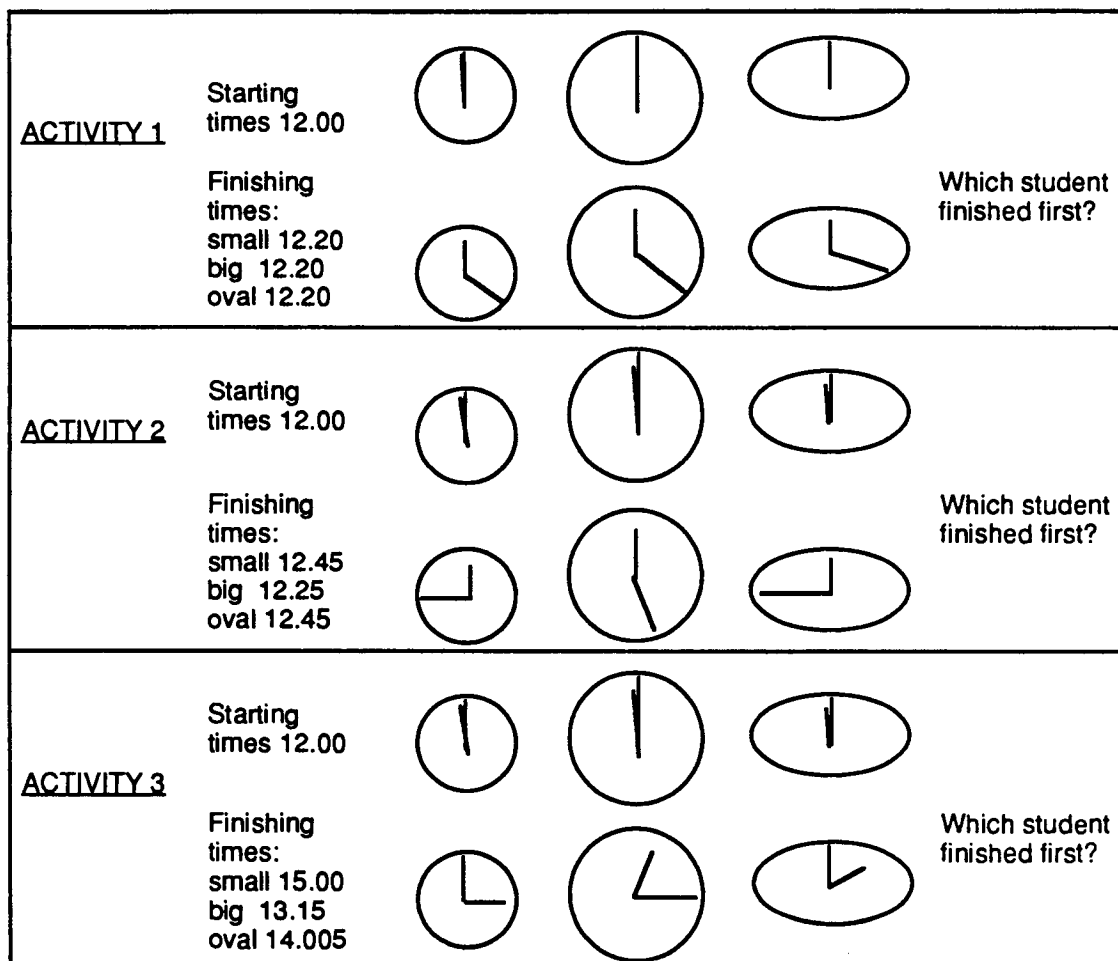 ACTIVITY 1
Starting
times 12.00
Finishing
times:
small 12.20
big 12.20
oval 12.20
Which student
finished first?
ACTIVITY 2
Starting
times 12.00
Finishing
times:
small 12.45
big 12.25
oval 12.45
Which student
finished first?
ACTIVITY 3
Starting
times 12.00
Finishing
times:
small 15.00
big 13.15
oval 14.005
Which student
finished first?